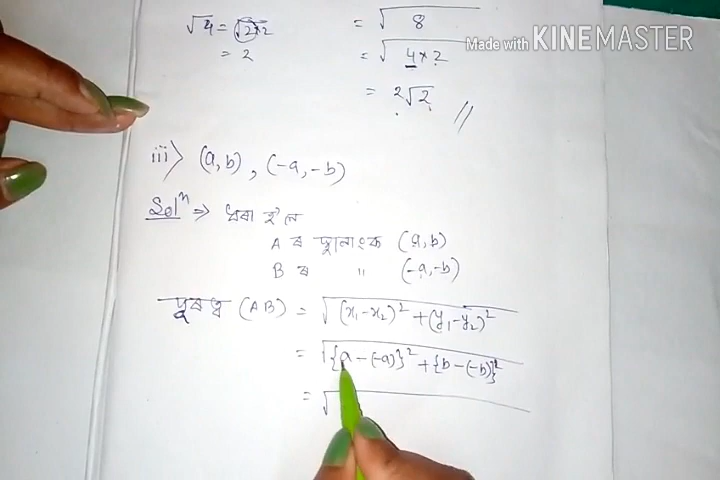 √4 = √2×2
= 2
= √8
Made with KINEMASTER
= √4×2
= 2√2 //
iii> (a, b), (-a, -b)
Solⁿ ⇒ ধৰা হ'ল
A ৰ স্থানাংক (a, b)
B ৰ " (-a, -b)
দূৰত্ব (AB) = √(x₁-x₂)² + (y₁-y₂)²
= √{a-(-a)}² + {b-(-b)}²
= √